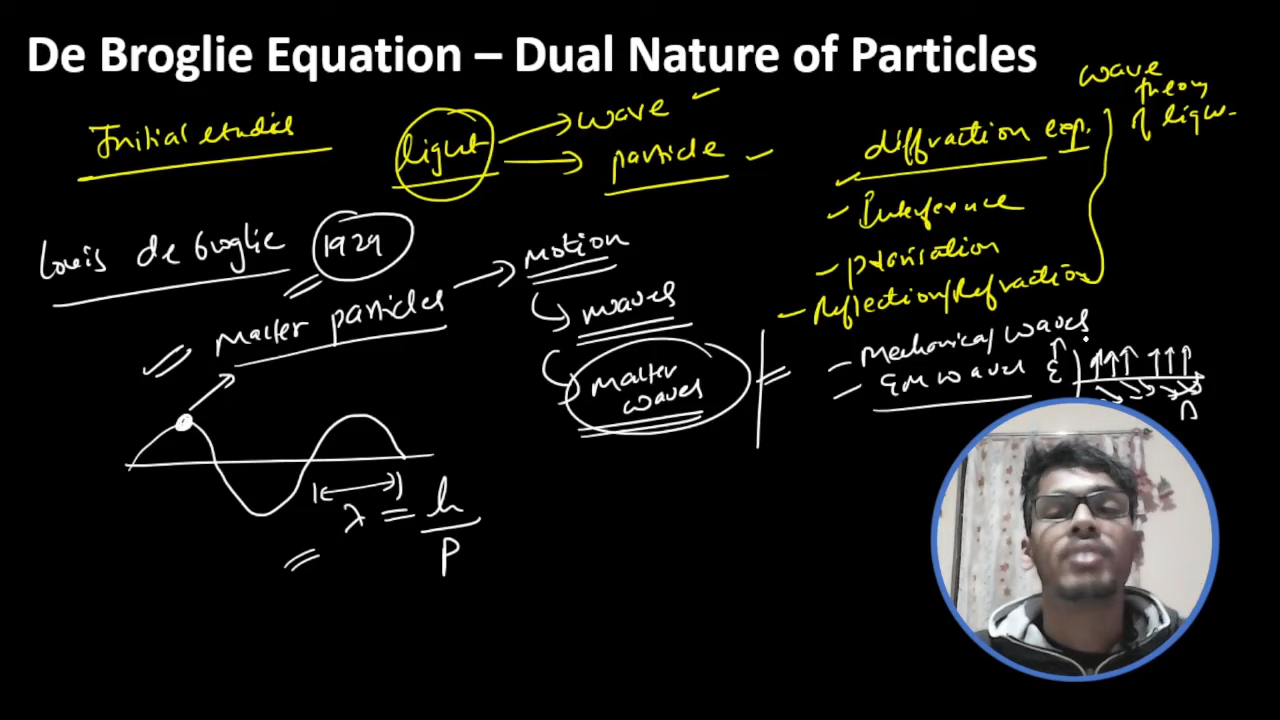 De Broglie Equation – Dual Nature of Particles
Initial studies
light
wave
particle
diffraction exp.
Interference
polarisation
Reflection/Refraction
wave
theory
of light
Louis de broglie
1924
Matter particles
motion
waves
Matter
waves
Mechanical waves
EM waves
E
B
λ = h
P